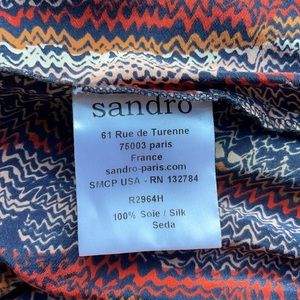 sandro
61 Rue de Turenne
75003 paris
France
sandro-paris.com
SMCP USA - RN 132784
R2964H
100% Soie / Silk
Seda